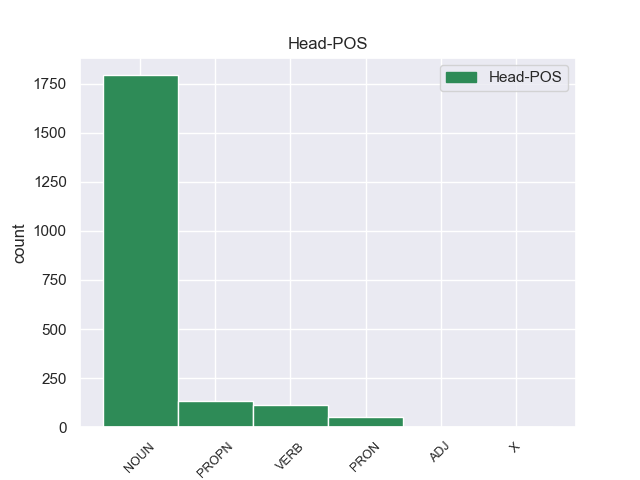 Head-POS
Head-POS
count
1750
1500
1250
1000
750
500
250
0
NOUN
PROPN
VERB
PRON
ADJ
X